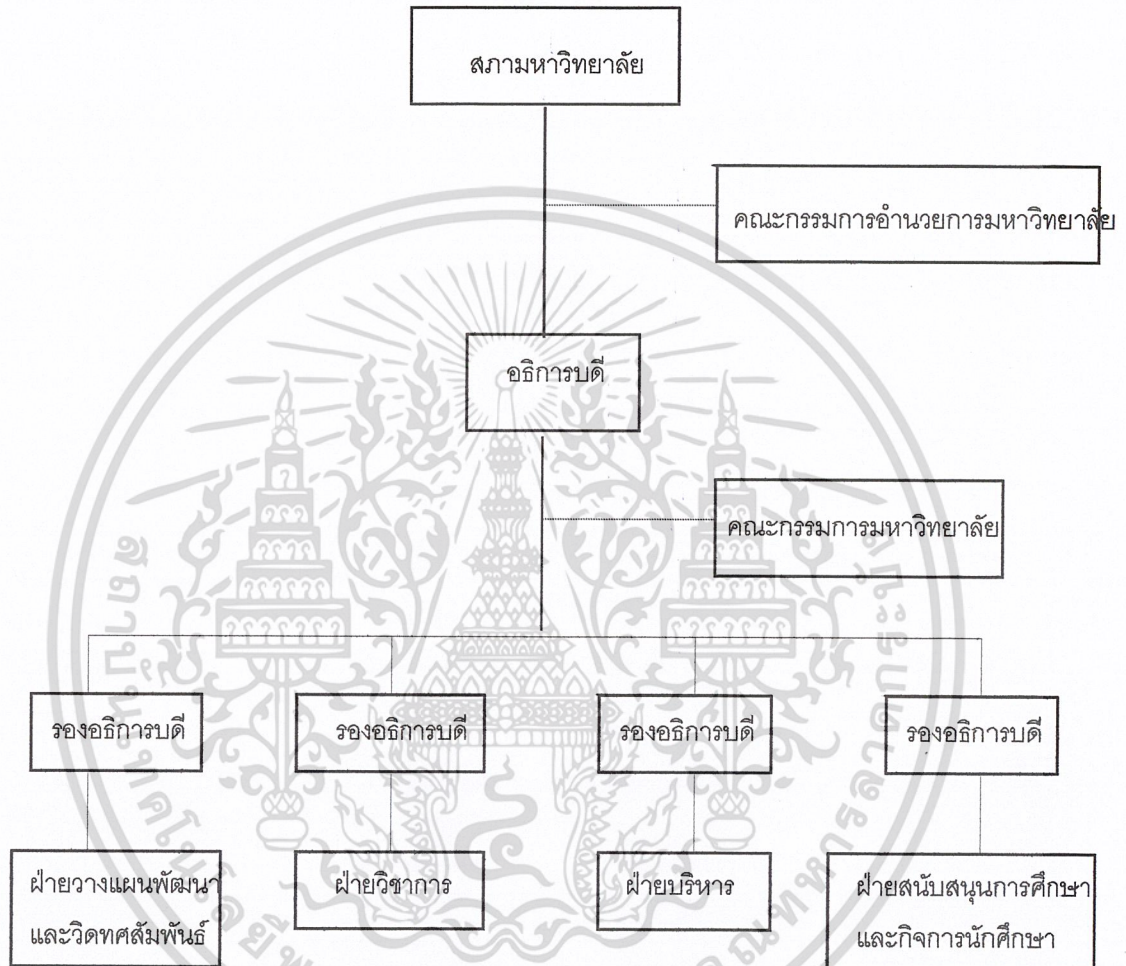 สภามหาวิทยาลัย
คณะกรรมการอำนวยการมหาวิทยาลัย
อธิการบดี
คณะกรรมการมหาวิทยาลัย
รองอธิการบดี
รองอธิการบดี
รองอธิการบดี
รองอธิการบดี
ฝ่ายวางแผนพัฒนา
และวิดทศสัมพันธ์
ฝ่ายวิชาการ
ฝ่ายบริหาร
ฝ่ายสนับสนุนการศึกษา
และกิจการนักศึกษา